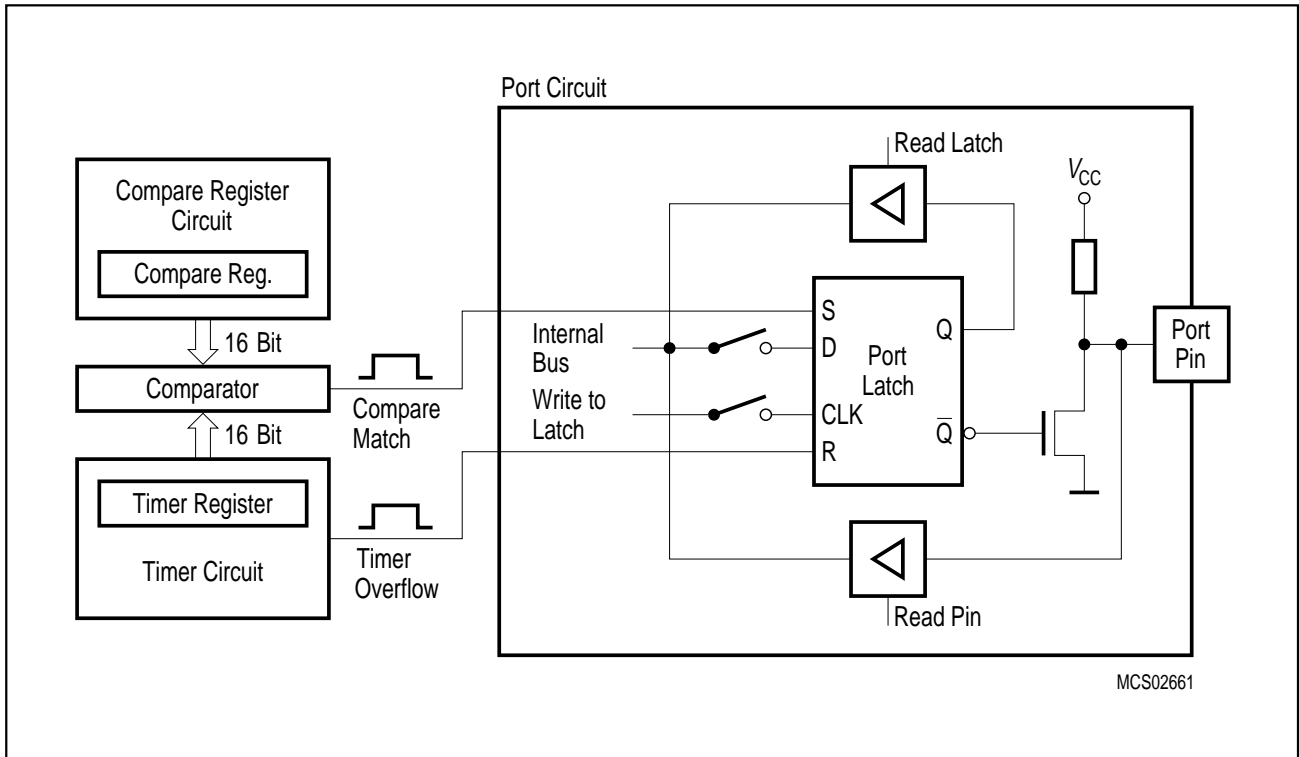 Port Circuit
Read Latch
VCC
Compare Register
Circuit
Compare Reg.
16 Bit
Comparator
16 Bit
Timer Register
Timer Circuit
Compare
Match
Timer
Overflow
Internal
Bus
Write to
Latch
S
D
CLK
R
Port
Latch
Q
Q̅
Port
Pin
Read Pin
MCS02661